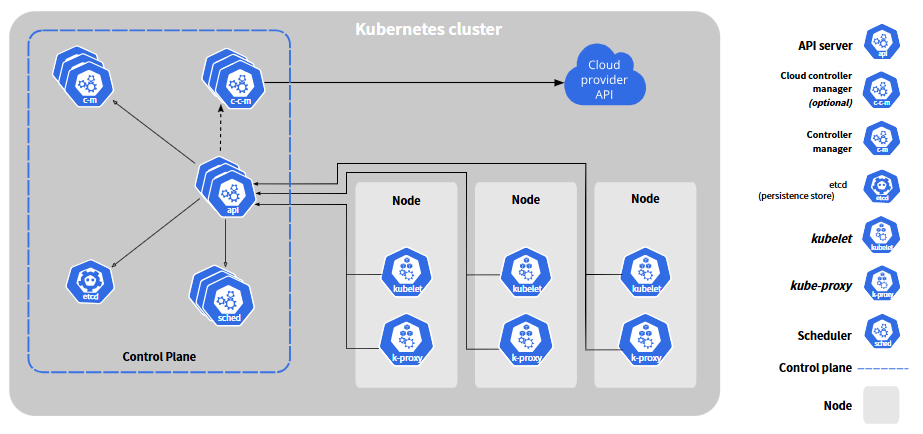 Kubernetes cluster
c-m
c-c-m
Cloud
provider
API
api
Node
Node
Node
etcd
sched
kubelet
kubelet
kubelet
k-proxy
k-proxy
k-proxy
Control Plane
API server
api
Cloud controller
manager
(optional)
c-c-m
Controller
manager
c-m
etcd
(persistence store)
etcd
kubelet
kubelet
kube-proxy
k-proxy
Scheduler
sched
Control plane
Node